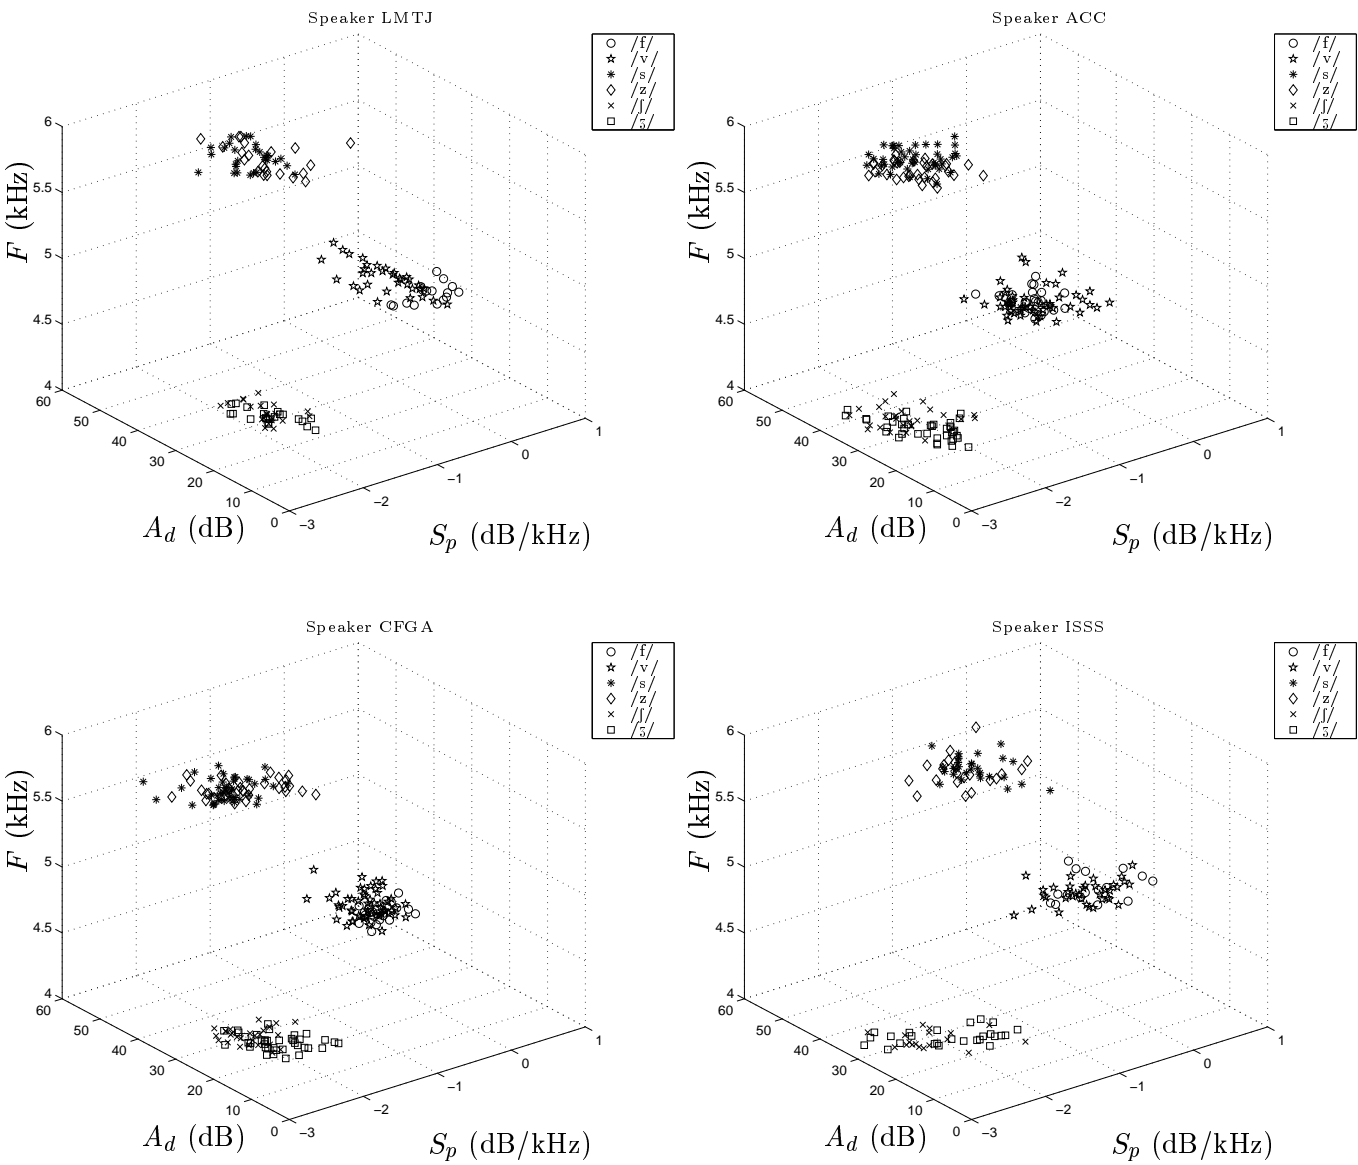 Speaker LMTJ
/f/
/v/
/s/
/z/
/ʃ/
/ʒ/
6
5.5
5
4.5
4
F (kHz)
60
50
40
30
20
10
0
A_d (dB)
−3
−2
−1
0
1
S_p (dB/kHz)
Speaker ACC
/f/
/v/
/s/
/z/
/ʃ/
/ʒ/
6
5.5
5
4.5
4
F (kHz)
60
50
40
30
20
10
0
A_d (dB)
−3
−2
−1
0
1
S_p (dB/kHz)
Speaker CFGA
/f/
/v/
/s/
/z/
/ʃ/
/ʒ/
6
5.5
5
4.5
4
F (kHz)
60
50
40
30
20
10
0
A_d (dB)
−3
−2
−1
0
1
S_p (dB/kHz)
Speaker ISSS
/f/
/v/
/s/
/z/
/ʃ/
/ʒ/
6
5.5
5
4.5
4
F (kHz)
60
50
40
30
20
10
0
A_d (dB)
−3
−2
−1
0
1
S_p (dB/kHz)